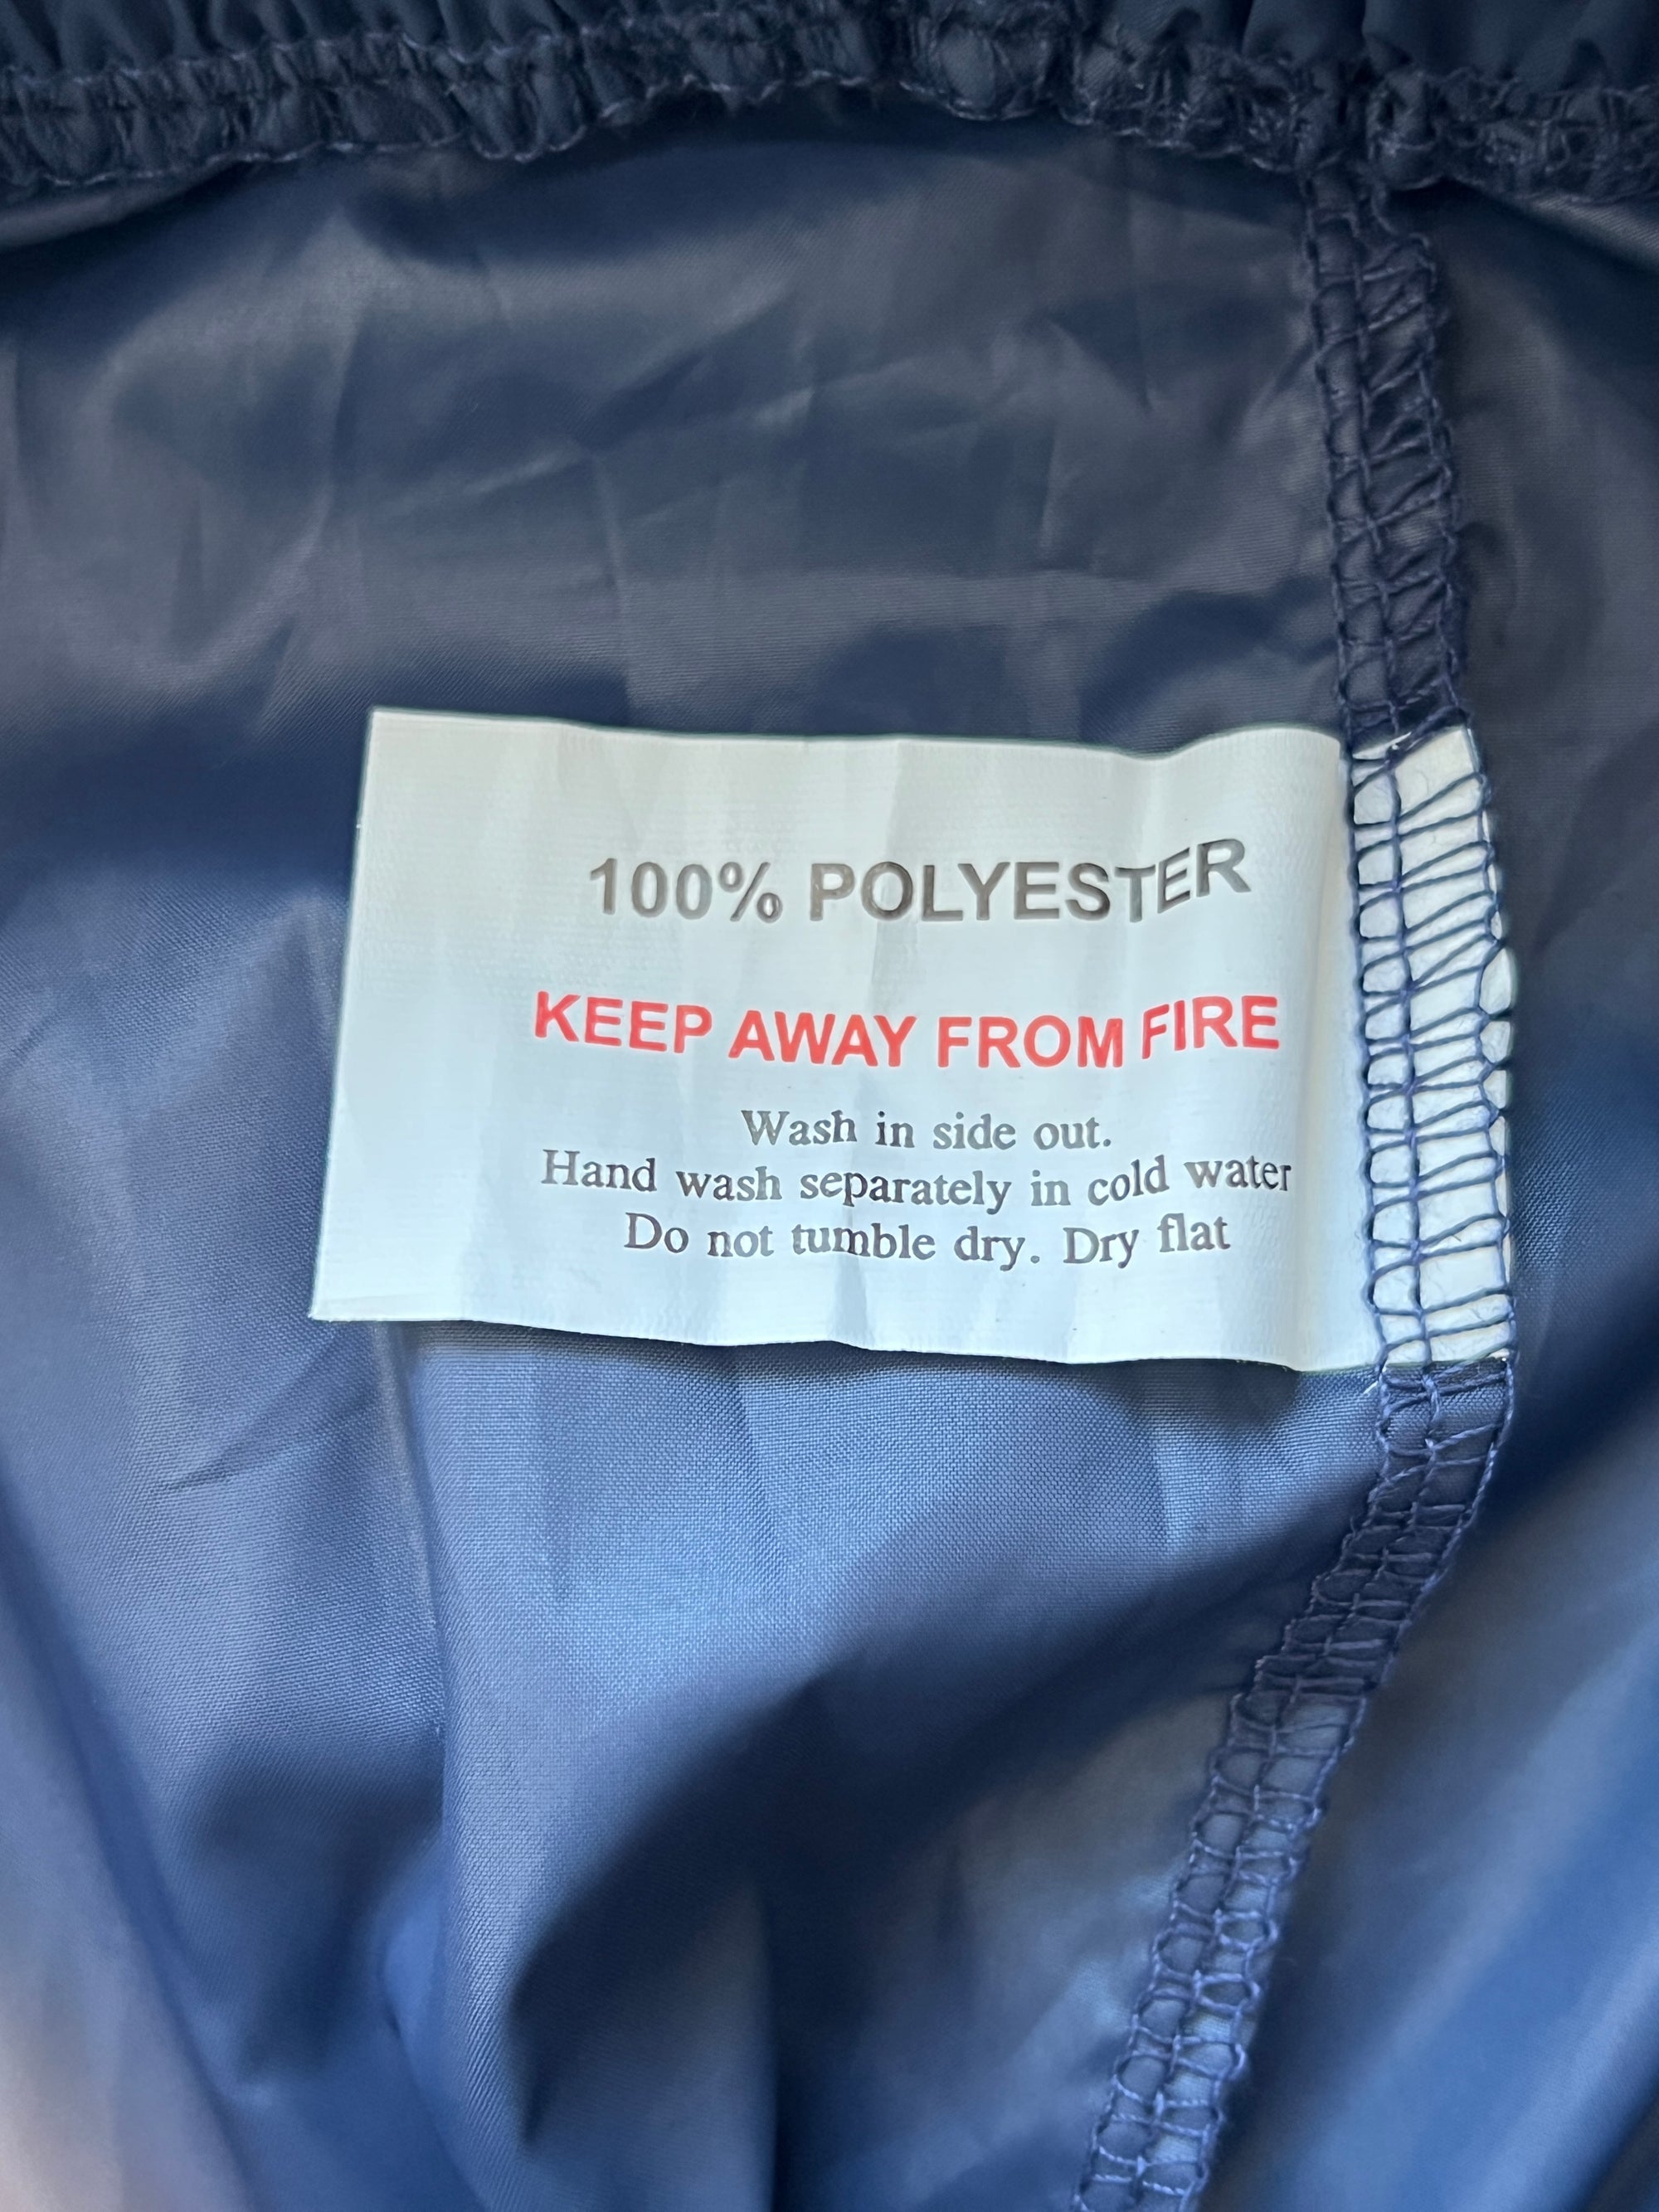 100% POLYESTER
KEEP AWAY FROM FIRE
Wash in side out.
Hand wash separately in cold water
Do not tumble dry. Dry flat